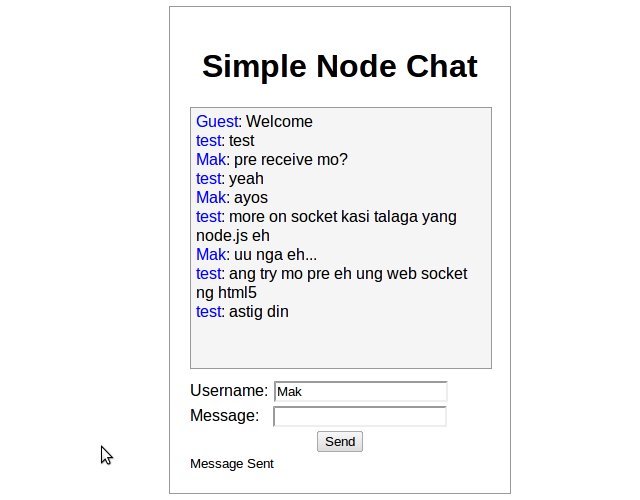 Simple Node Chat
Guest: Welcome
test: test
Mak: pre receive mo?
test: yeah
Mak: ayos
test: more on socket kasi talaga yang
node.js eh
Mak: uu nga eh...
test: ang try mo pre eh ung web socket
ng html5
test: astig din
Username: Mak
Message:
Send
Message Sent